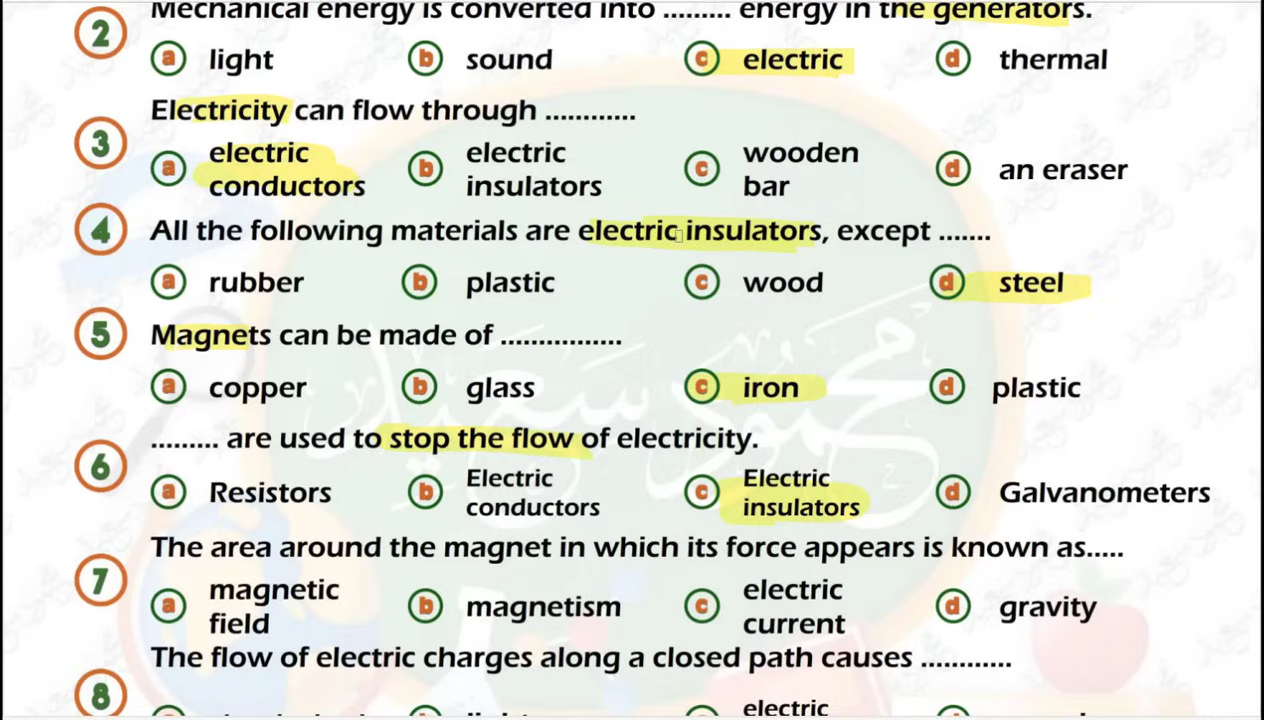 2 Mechanical energy is converted into ......... energy in the generators.
a light b sound c electric d thermal
3 Electricity can flow through ............
a electric conductors b electric insulators c wooden bar d an eraser
4 All the following materials are electric insulators, except .......
a rubber b plastic c wood d steel
5 Magnets can be made of ................
a copper b glass c iron d plastic
6 ......... are used to stop the flow of electricity.
a Resistors b Electric conductors c Electric insulators d Galvanometers
7 The area around the magnet in which its force appears is known as.....
a magnetic field b magnetism c electric current d gravity
8 The flow of electric charges along a closed path causes ............
electric
محمود سعيد